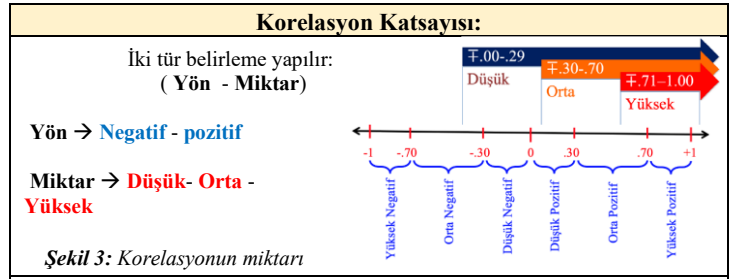 Korelasyon Katsayısı:
İki tür belirleme yapılır:
( Yön - Miktar)
Yön → Negatif - pozitif
Miktar → Düşük- Orta -
Yüksek
Şekil 3: Korelasyonun miktarı
∓.00-.29
Düşük
∓.30-.70
Orta
∓.71–1.00
Yüksek
-1 -.70 -.30 0 .30 .70 +1
Yüksek Negatif
Orta Negatif
Düşük Negatif
Düşük Pozitif
Orta Pozitif
Yüksek Pozitif